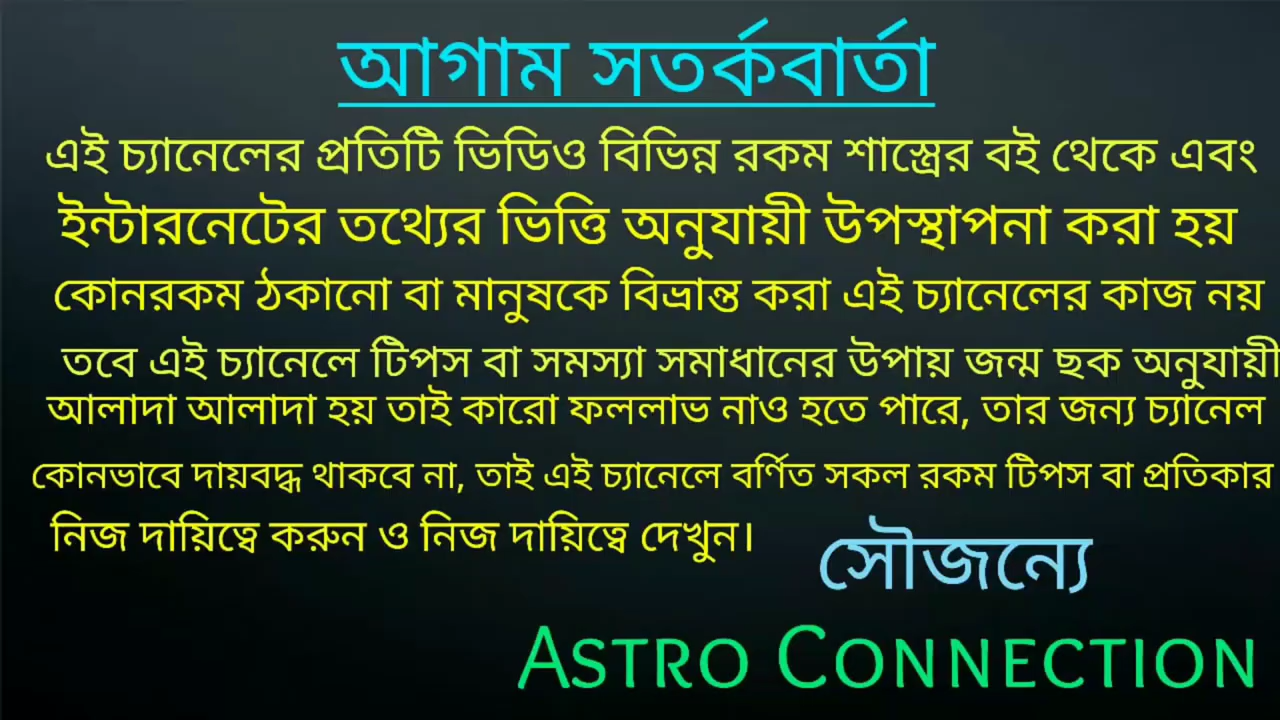 আগাম সতর্কবার্তা
এই চ্যানেলের প্রতিটি ভিডিও বিভিন্ন রকম শাস্ত্রের বই থেকে এবং
ইন্টারনেটের তথ্যের ভিত্তি অনুযায়ী উপস্থাপনা করা হয়
কোনরকম ঠকানো বা মানুষকে বিভ্রান্ত করা এই চ্যানেলের কাজ নয়
তবে এই চ্যানেলে টিপস বা সমস্যা সমাধানের উপায় জন্ম ছক অনুযায়ী
আলাদা আলাদা হয় তাই কারো ফললাভ নাও হতে পারে, তার জন্য চ্যানেল
কোনভাবে দায়বদ্ধ থাকবে না, তাই এই চ্যানেলে বর্ণিত সকল রকম টিপস বা প্রতিকার
নিজ দায়িত্বে করুন ও নিজ দায়িত্বে দেখুন।
সৌজন্যে
ASTRO CONNECTION